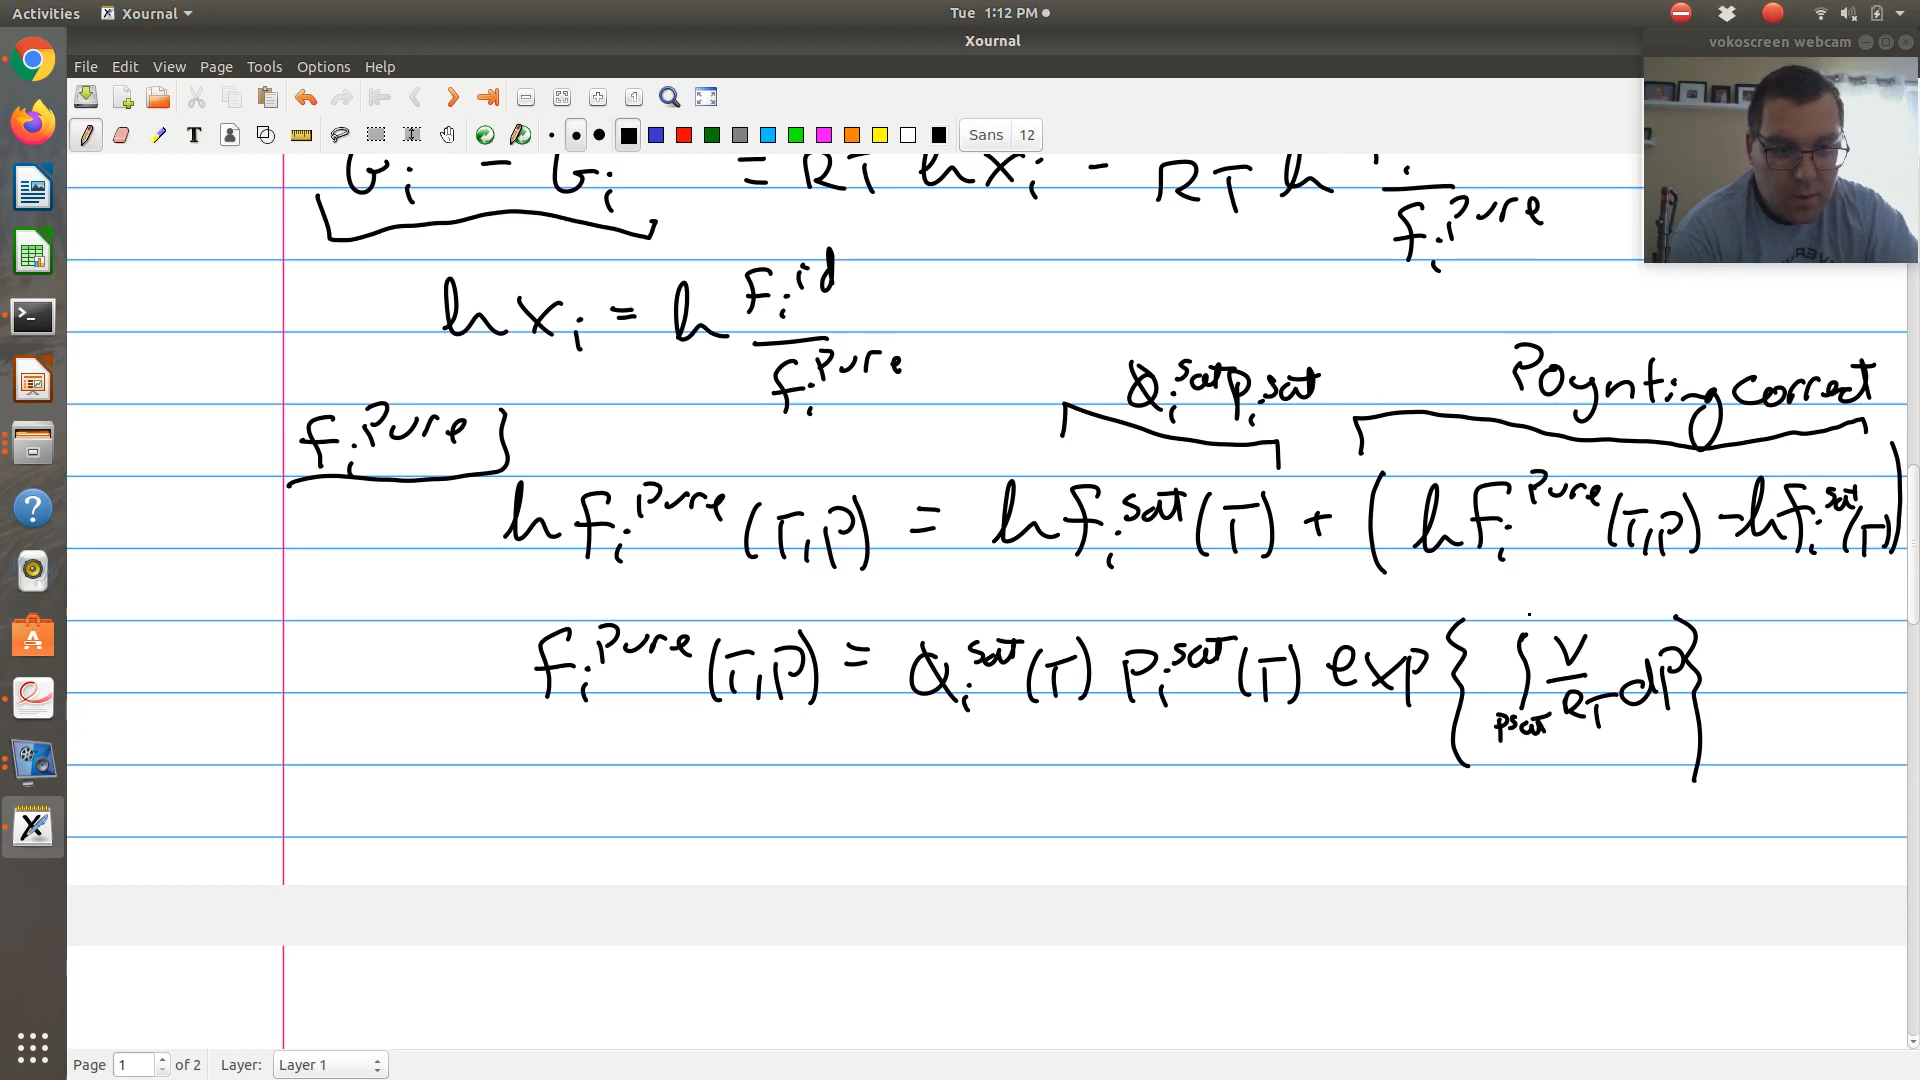 Activities Xournal Tue 1:12 PM
Xournal
vokoscreen webcam
File Edit View Page Tools Options Help
Sans 12
G_i - G_i = RT ln x_i - RT ln
f_i^Pure
ln x_i = ln f_i^id / f_i^Pure
f_i^Pure
Φ_i^sat P_i^sat Poynting correct
ln f_i^Pure (T,P) = ln f_i^sat (T) + ( ln f_i^Pure (T,P) - ln f_i^sat (T) )
f_i^Pure (T,P) = Φ_i^sat (T) P_i^sat (T) exp { ∫_Psat V/RT dP }
Page 1 of 2 Layer: Layer 1